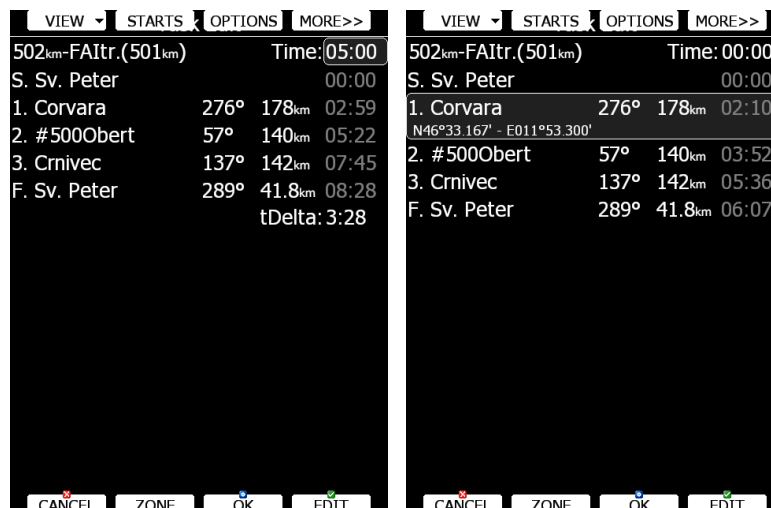 VIEW STARTS OPTIONS MORE>>
502km-FAItr.(501km) Time: 05:00
S. Sv. Peter 00:00
1. Corvara 276° 178km 02:59
2. #500Obert 57° 140km 05:22
3. Crnivec 137° 142km 07:45
F. Sv. Peter 289° 41.8km 08:28
tDelta: 3:28
CANCEL ZONE OK EDIT
VIEW STARTS OPTIONS MORE>>
502km-FAItr.(501km) Time: 00:00
S. Sv. Peter 00:00
1. Corvara 276° 178km 02:10
N46°33.167' - E011°53.300'
2. #500Obert 57° 140km 03:52
3. Crnivec 137° 142km 05:36
F. Sv. Peter 289° 41.8km 06:07
CANCEL ZONE OK EDIT